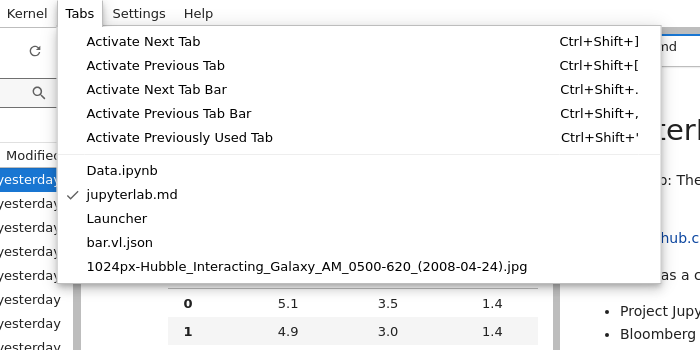 Kernel Tabs Settings Help
Activate Next Tab Ctrl+Shift+]
Activate Previous Tab Ctrl+Shift+[
Activate Next Tab Bar Ctrl+Shift+.
Activate Previous Tab Bar Ctrl+Shift+,
Activate Previously Used Tab Ctrl+Shift+'
Data.ipynb
jupyterlab.md
Launcher
bar.vl.json
1024px-Hubble_Interacting_Galaxy_AM_0500-620_(2008-04-24).jpg
Modified
yesterday
yesterday
yesterday
yesterday
yesterday
yesterday
yesterday
yesterday
0 5.1 3.5 1.4
1 4.9 3.0 1.4
nd
terl
b: The
hub.c
as a c
• Project Jupy
• Bloomberg